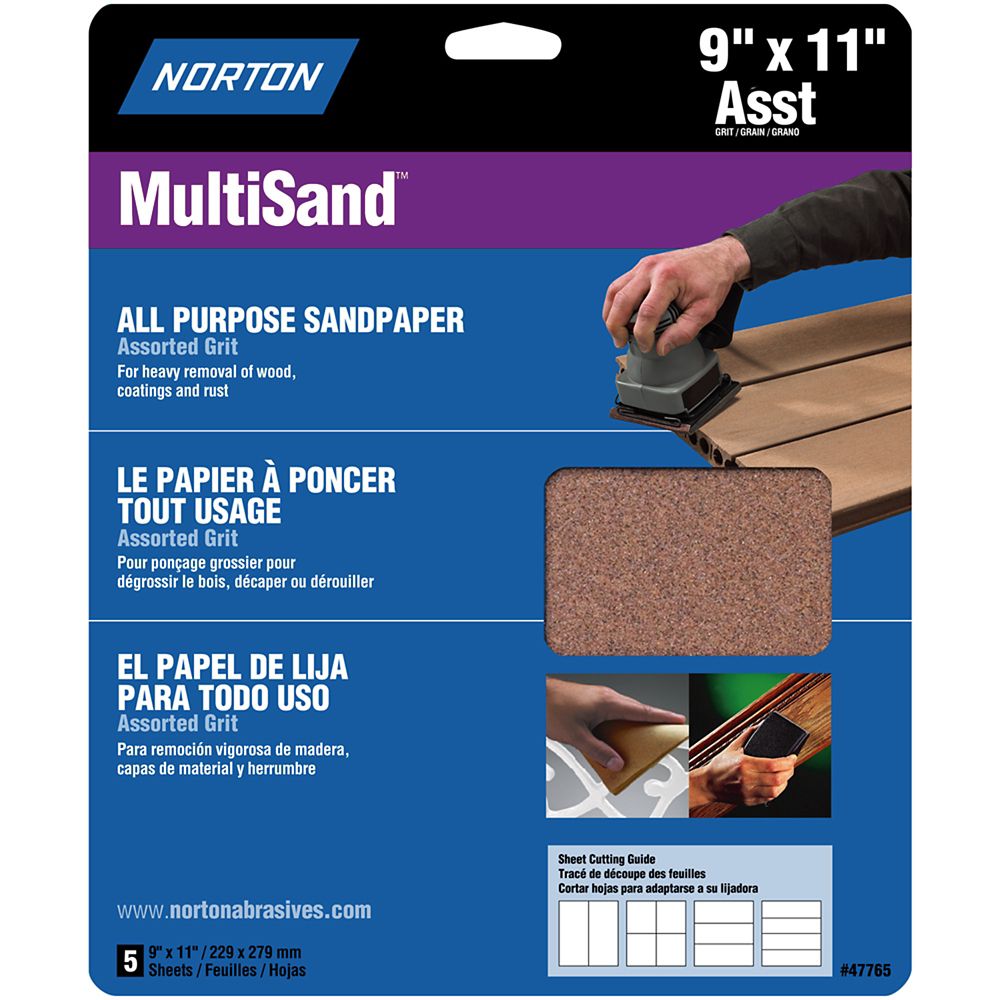 NORTON
9" x 11"
Asst
GRIT / GRAIN / GRANO
MultiSand™
ALL PURPOSE SANDPAPER
Assorted Grit
For heavy removal of wood,
coatings and rust
LE PAPIER À PONCER
TOUT USAGE
Assorted Grit
Pour ponçage grossier pour
dégrossir le bois, décaper ou dérouiller
EL PAPEL DE LIJA
PARA TODO USO
Assorted Grit
Para remoción vigorosa de madera,
capas de material y herrumbre
Sheet Cutting Guide
Tracé de découpe des feuilles
Cortar hojas para adaptarse a su lijadora
www.nortonabrasives.com
5 9" x 11" / 229 x 279 mm
Sheets / Feuilles / Hojas
#47765